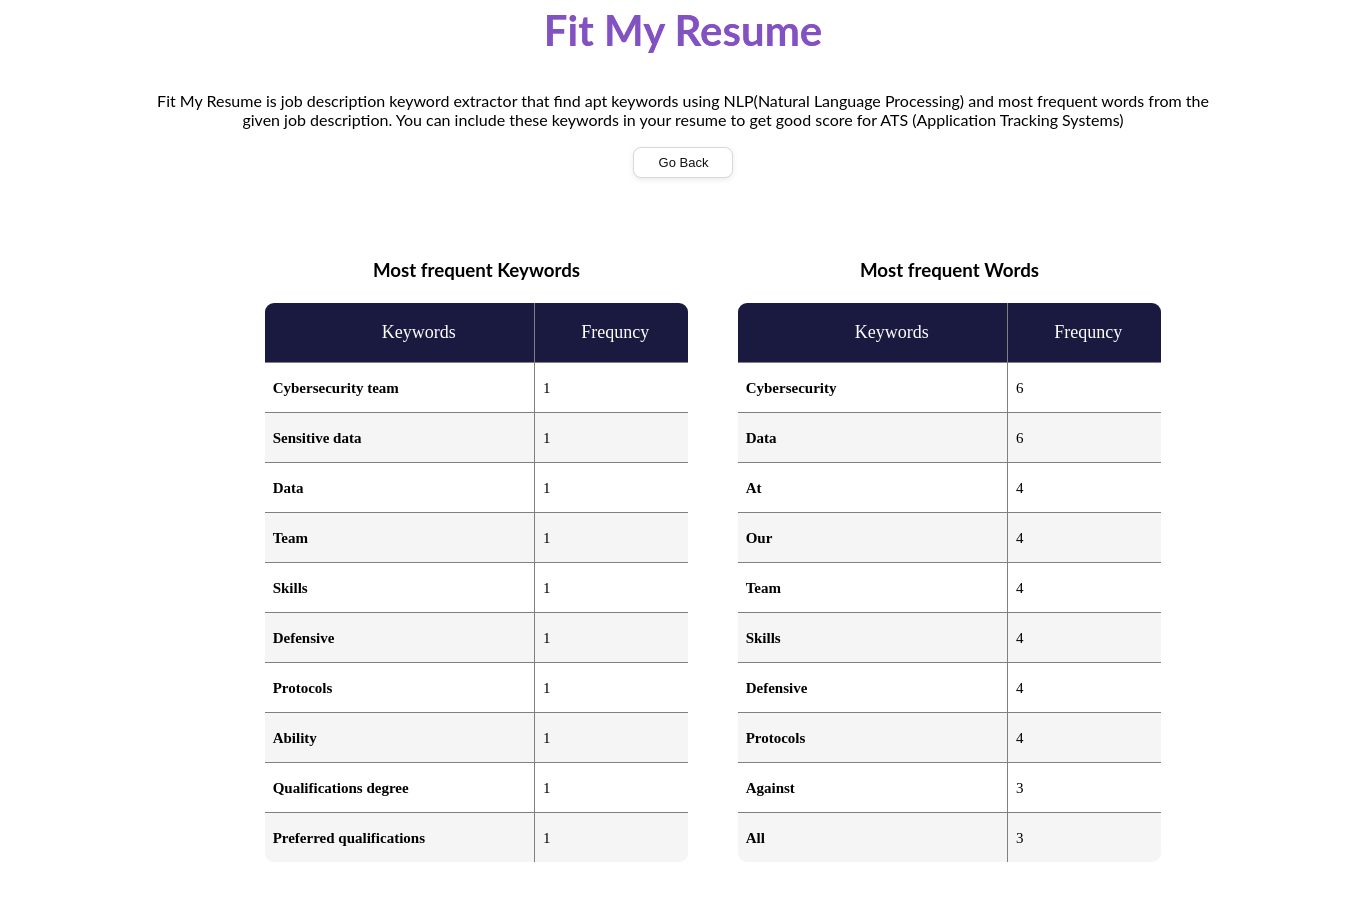 Fit My Resume
Fit My Resume is job description keyword extractor that find apt keywords using NLP(Natural Language Processing) and most frequent words from the
given job description. You can include these keywords in your resume to get good score for ATS (Application Tracking Systems)
Go Back
Most frequent Keywords
Keywords Frequncy
Cybersecurity team 1
Sensitive data 1
Data 1
Team 1
Skills 1
Defensive 1
Protocols 1
Ability 1
Qualifications degree 1
Preferred qualifications 1
Most frequent Words
Keywords Frequncy
Cybersecurity 6
Data 6
At 4
Our 4
Team 4
Skills 4
Defensive 4
Protocols 4
Against 3
All 3